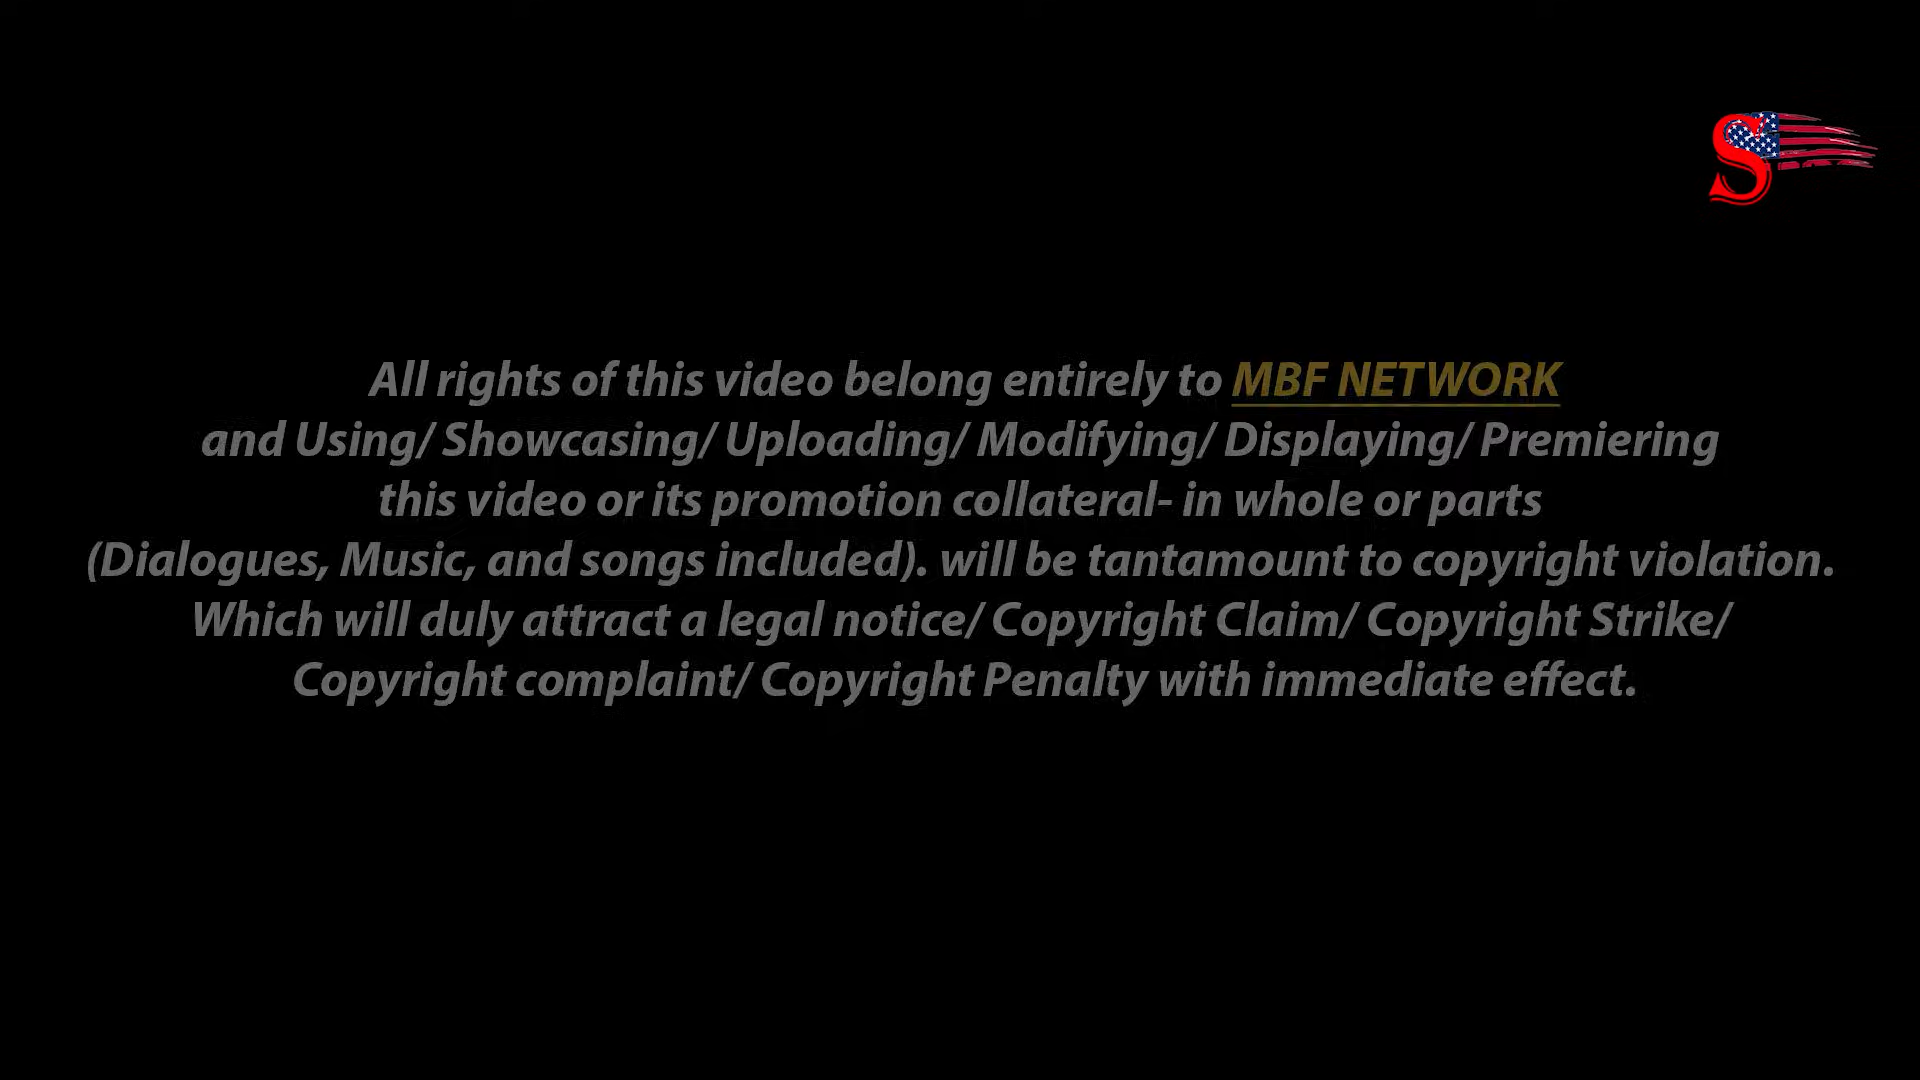 S
All rights of this video belong entirely to MBF NETWORK
and Using/ Showcasing/ Uploading/ Modifying/ Displaying/ Premiering
this video or its promotion collateral- in whole or parts
(Dialogues, Music, and songs included). will be tantamount to copyright violation.
Which will duly attract a legal notice/ Copyright Claim/ Copyright Strike/
Copyright complaint/ Copyright Penalty with immediate effect.